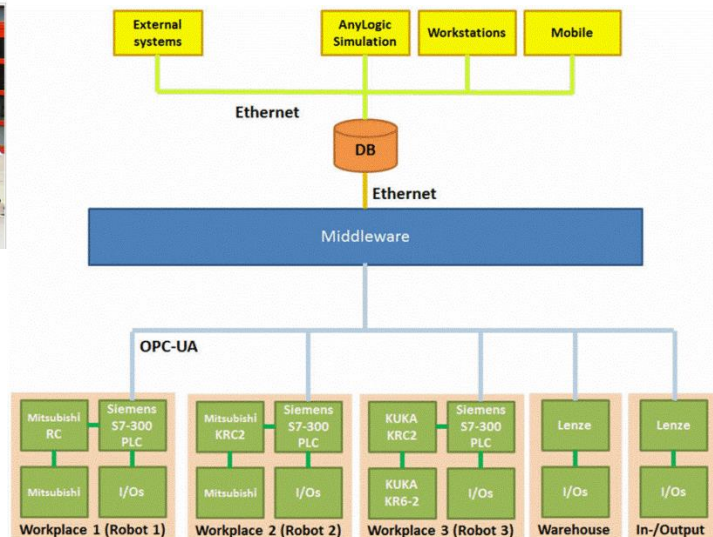 External
systems
AnyLogic
Simulation
Workstations
Mobile
Ethernet
DB
Ethernet
Middleware
OPC-UA
Mitsubishi
RC
Siemens
S7-300
PLC
Mitsubishi
I/Os
Workplace 1 (Robot 1)
Mitsubishi
KRC2
Siemens
S7-300
PLC
Mitsubishi
I/Os
Workplace 2 (Robot 2)
KUKA
KRC2
Siemens
S7-300
PLC
KUKA
KR6-2
I/Os
Workplace 3 (Robot 3)
Lenze
I/Os
Warehouse
Lenze
I/Os
In-/Output